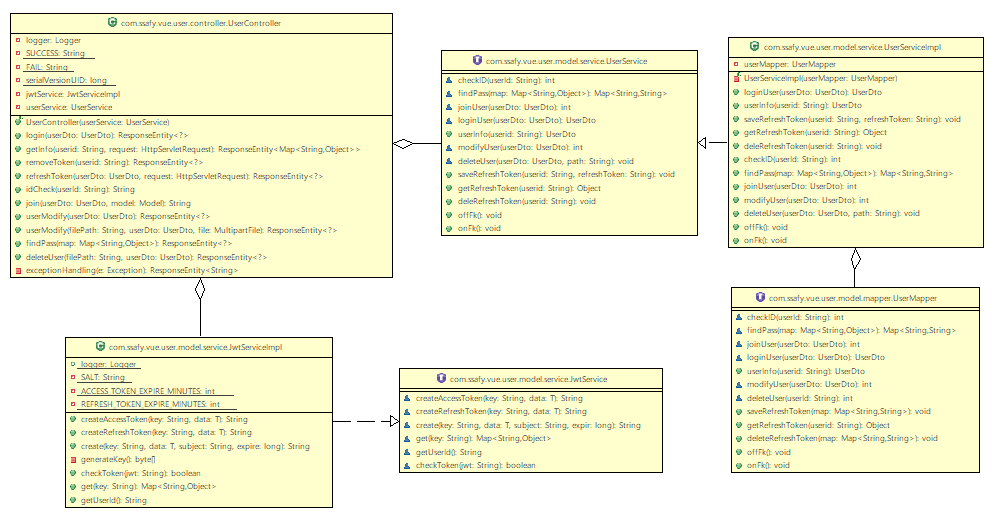 com.ssafy.vue.user.controller.UserController
logger: Logger
SUCCESS: String
FAIL: String
serialVersionUID: long
jwtService: JwtServiceImpl
userService: UserService
UserController(userService, UserService)
login(userDto: UserDto): ResponseEntity<?>
getInfo(userid: String, request: HttpServletRequest): ResponseEntity<Map<String,Object>>
removeToken(userid: String): ResponseEntity<?>
refreshToken(userDto: UserDto, request: HttpServletRequest): ResponseEntity<?>
idCheck(userId: String): String
join(userDto: UserDto, model: Model): String
userModify(userDto: UserDto): ResponseEntity<?>
userModify(filePath: String, userDto: UserDto, file: MultipartFile): ResponseEntity<?>
findPass(map: Map<String,Object>): ResponseEntity<?>
deleteUser(filePath: String, userDto: UserDto): ResponseEntity<?>
exceptionHandling(e: Exception): ResponseEntity<String>
com.ssafy.vue.user.model.service.UserService
checkID(userId: String): int
findPass(map: Map<String,Object>): Map<String,String>
joinUser(userDto: UserDto): int
loginUser(userDto: UserDto): UserDto
userInfo(userid: String): UserDto
modifyUser(userDto: UserDto): int
deleteUser(userDto: UserDto, path: String): void
saveRefreshToken(userid: String, refreshToken: String): void
getRefreshToken(userid: String): Object
deleRefreshToken(userid: String): void
offFk(): void
onFk(): void
com.ssafy.vue.user.model.service.UserServiceImpl
userMapper: UserMapper
UserServiceImpl(userMapper: UserMapper)
loginUser(userDto: UserDto): UserDto
userInfo(userid: String): UserDto
saveRefreshToken(userid: String, refreshToken: String): void
getRefreshToken(userid: String): Object
deleRefreshToken(userid: String): void
checkID(userid: String): int
findPass(map: Map<String,Object>): Map<String,String>
joinUser(userDto: UserDto): int
modifyUser(userDto: UserDto): int
deleteUser(userDto: UserDto, path: String): void
offFk(): void
onFk(): void
com.ssafy.vue.user.model.service.JwtServiceImpl
logger: Logger
SALT: String
ACCESS_TOKEN_EXPIRE_MINUTES: int
REFRESH_TOKEN_EXPIRE_MINUTES: int
createAccessToken(key: String, data: T): String
createRefreshToken(key: String, data: T): String
create(key: String, data: T, subject: String, expire: long): String
generateKey(): byte[]
checkToken(jwt: String): boolean
get(key: String): Map<String,Object>
getUserId(): String
com.ssafy.vue.user.model.service.JwtService
createAccessToken(key: String, data: T): String
createRefreshToken(key: String, data: T): String
create(key: String, data: T, subject: String, expir: long): String
get(key: String): Map<String,Object>
getUserId(): String
checkToken(jwt: String): boolean
com.ssafy.vue.user.model.mapper.UserMapper
checkID(userId: String): int
findPass(map: Map<String,Object>): Map<String,String>
joinUser(userDto: UserDto): int
loginUser(userDto: UserDto): UserDto
userInfo(userid: String): UserDto
modifyUser(userDto: UserDto): int
deleteUser(userId: String): int
saveRefreshToken(map: Map<String,String>): void
getRefreshToken(userid: String): Object
deleteRefreshToken(map: Map<String,String>): void
offFk(): void
onFk(): void